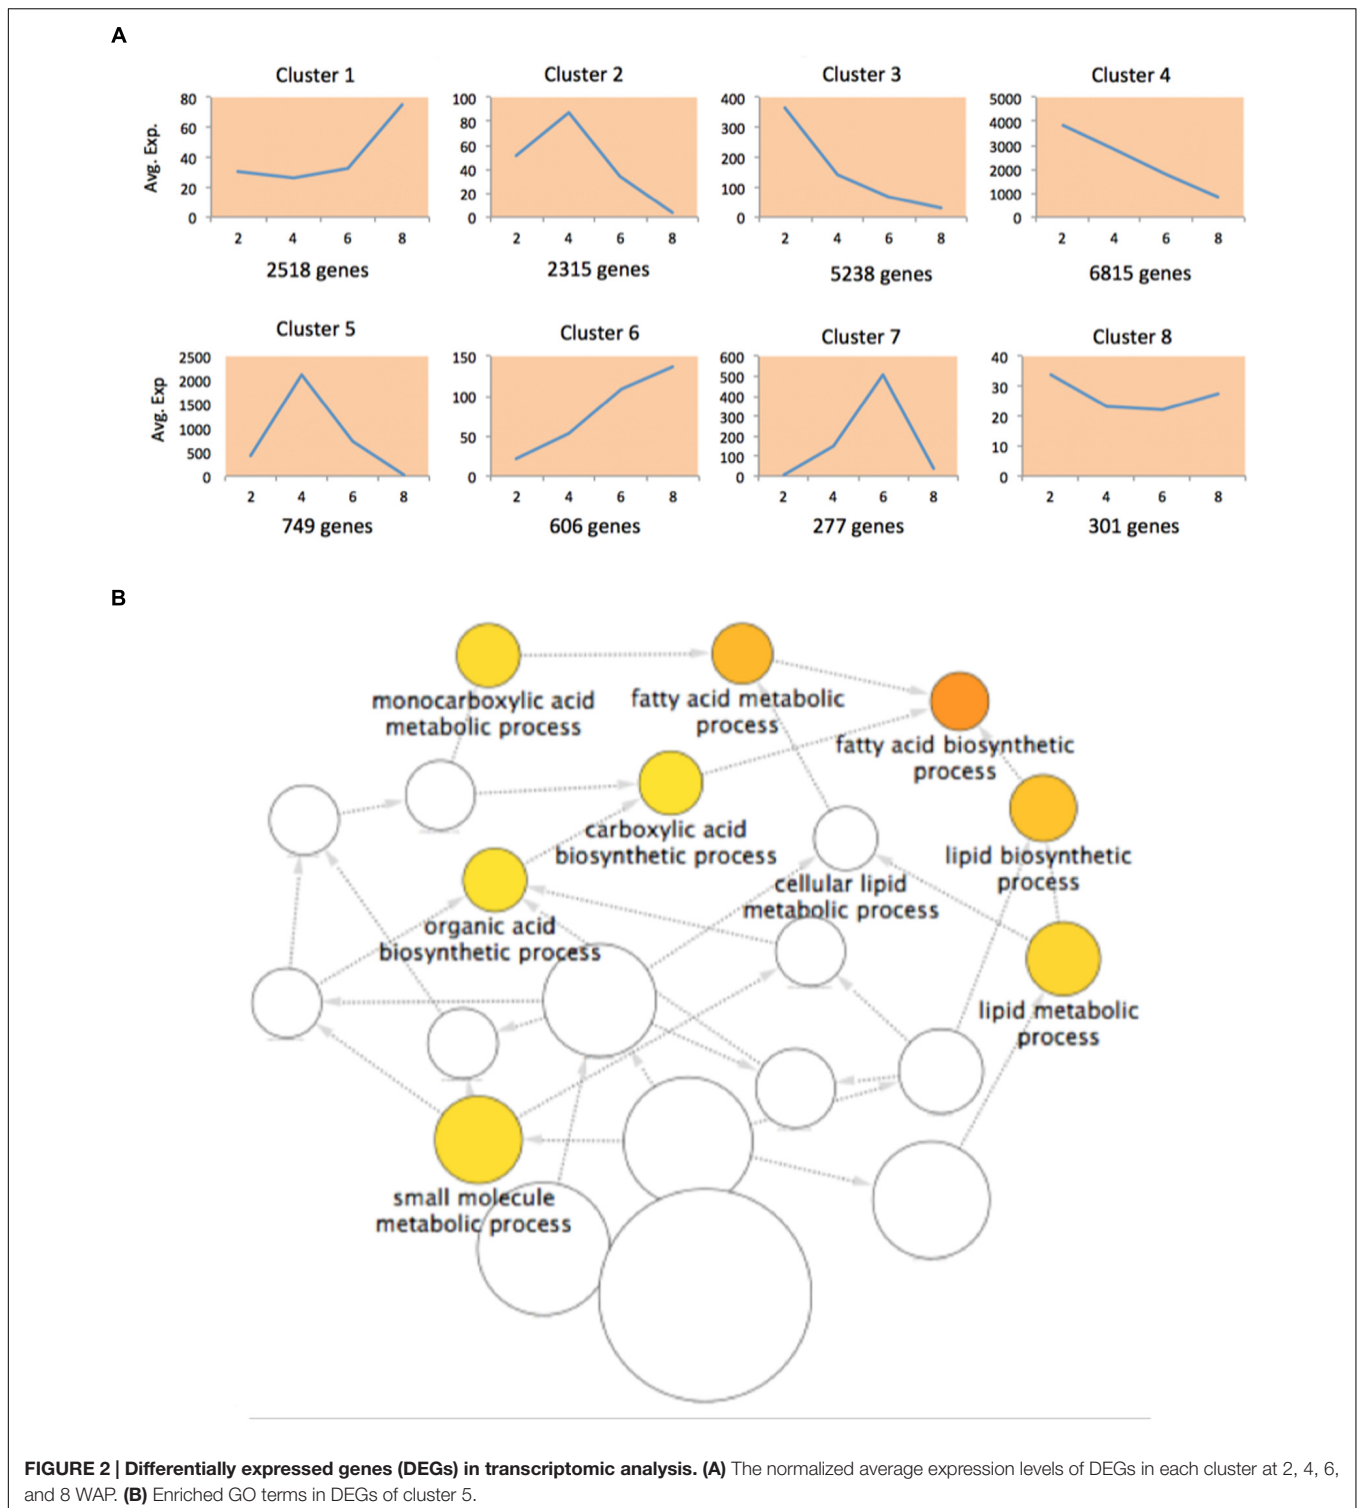 A
Cluster 1
Cluster 2
Cluster 3
Cluster 4
Avg. Exp.
80
60
40
20
0
2 4 6 8
2518 genes
100
80
60
40
20
0
2 4 6 8
2315 genes
400
300
200
100
0
2 4 6 8
5238 genes
5000
4000
3000
2000
1000
0
2 4 6 8
6815 genes
Cluster 5
Cluster 6
Cluster 7
Cluster 8
Avg. Exp
2500
2000
1500
1000
500
0
2 4 6 8
749 genes
150
100
50
0
2 4 6 8
606 genes
600
500
400
300
200
100
0
2 4 6 8
277 genes
40
30
20
10
0
2 4 6 8
301 genes
B
monocarboxylic acid
metabolic process
fatty acid metabolic
process
fatty acid biosynthetic
process
carboxylic acid
biosynthetic process
lipid biosynthetic
process
cellular lipid
metabolic process
organic acid
biosynthetic process
lipid metabolic
process
small molecule
metabolic process
FIGURE 2 | Differentially expressed genes (DEGs) in transcriptomic analysis. (A) The normalized average expression levels of DEGs in each cluster at 2, 4, 6,
and 8 WAP. (B) Enriched GO terms in DEGs of cluster 5.